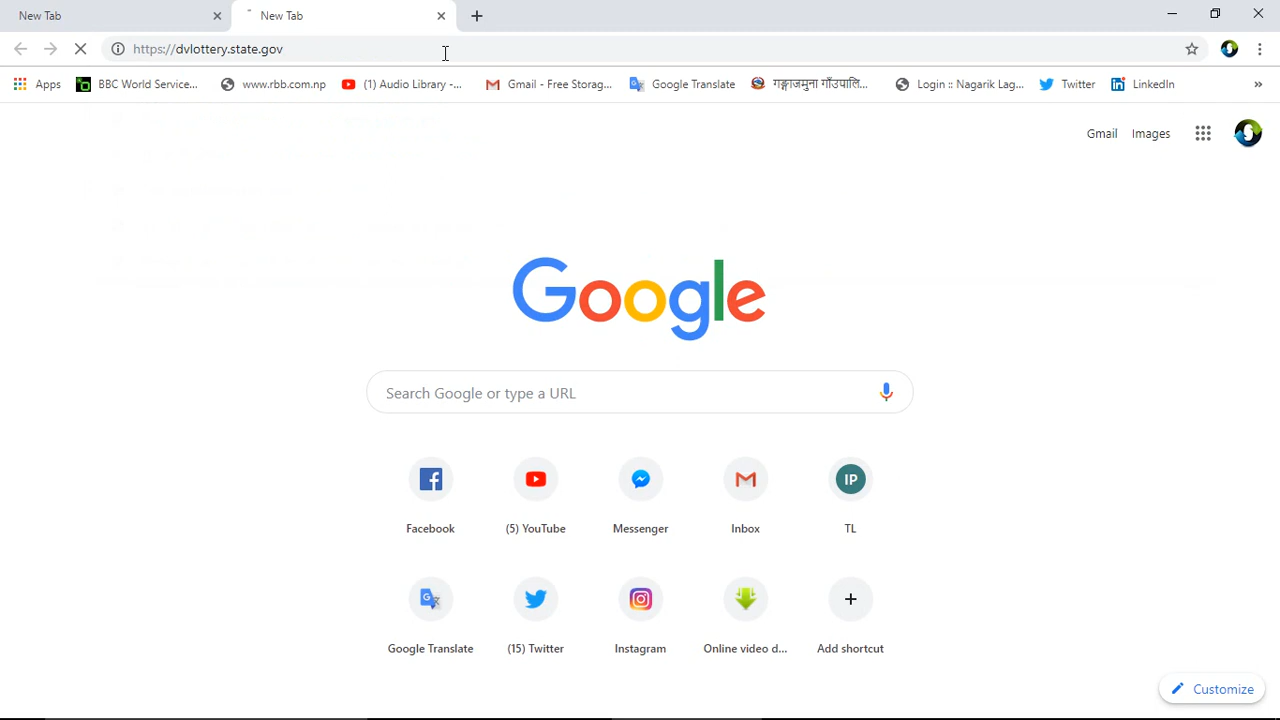 New Tab
New Tab
https://dvlottery.state.gov
Apps
BBC World Service...
www.rbb.com.np
(1) Audio Library -...
Gmail - Free Storag...
Google Translate
गङ्गाजमुना गाँउपालि...
Login :: Nagarik Lag...
Twitter
LinkedIn
»
Gmail
Images
Google
Search Google or type a URL
Facebook
(5) YouTube
Messenger
Inbox
IP
TL
Google Translate
(15) Twitter
Instagram
Online video d...
Add shortcut
Customize